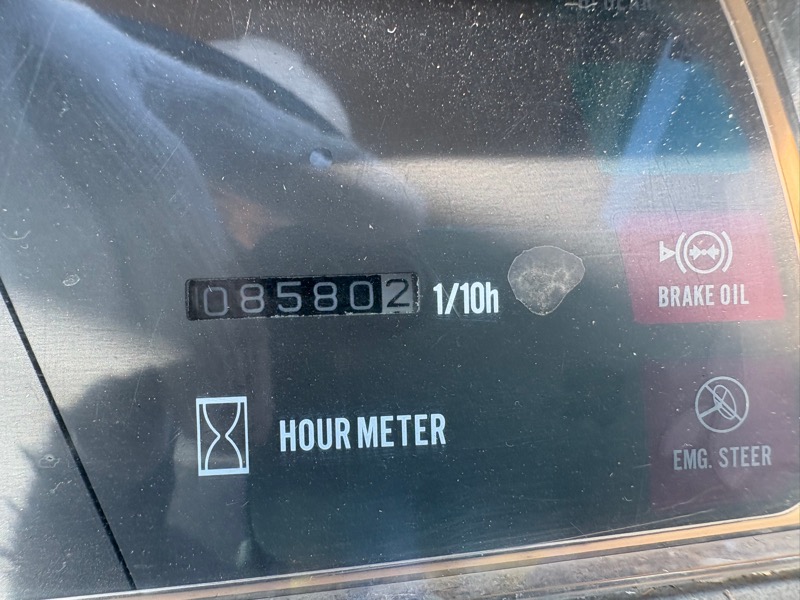 BRAKE OIL
085802 1/10h
HOUR METER
EMG. STEER